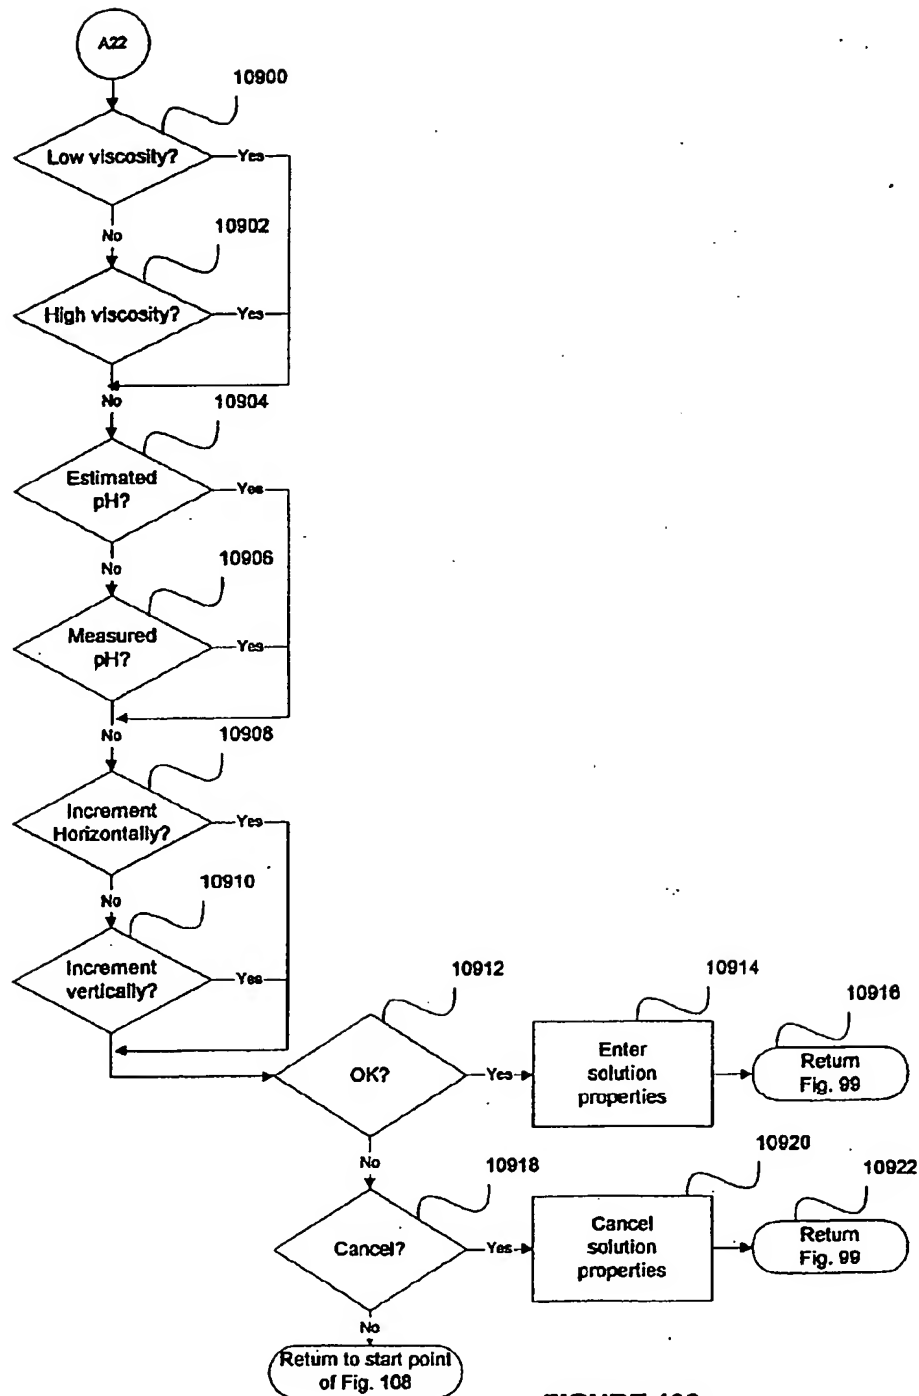 A22
10900
Low viscosity?
Yes
No
10902
High viscosity?
Yes
No
10904
Estimated
pH?
Yes
No
10906
Measured
pH?
Yes
No
10908
Increment
Horizontally?
Yes
No
10910
Increment
vertically?
Yes
10912
OK?
Yes
10914
Enter
solution
properties
10916
Return
Fig. 99
No
10918
Cancel?
Yes
10920
Cancel
solution
properties
10922
Return
Fig. 99
No
Return to start point
of Fig. 108